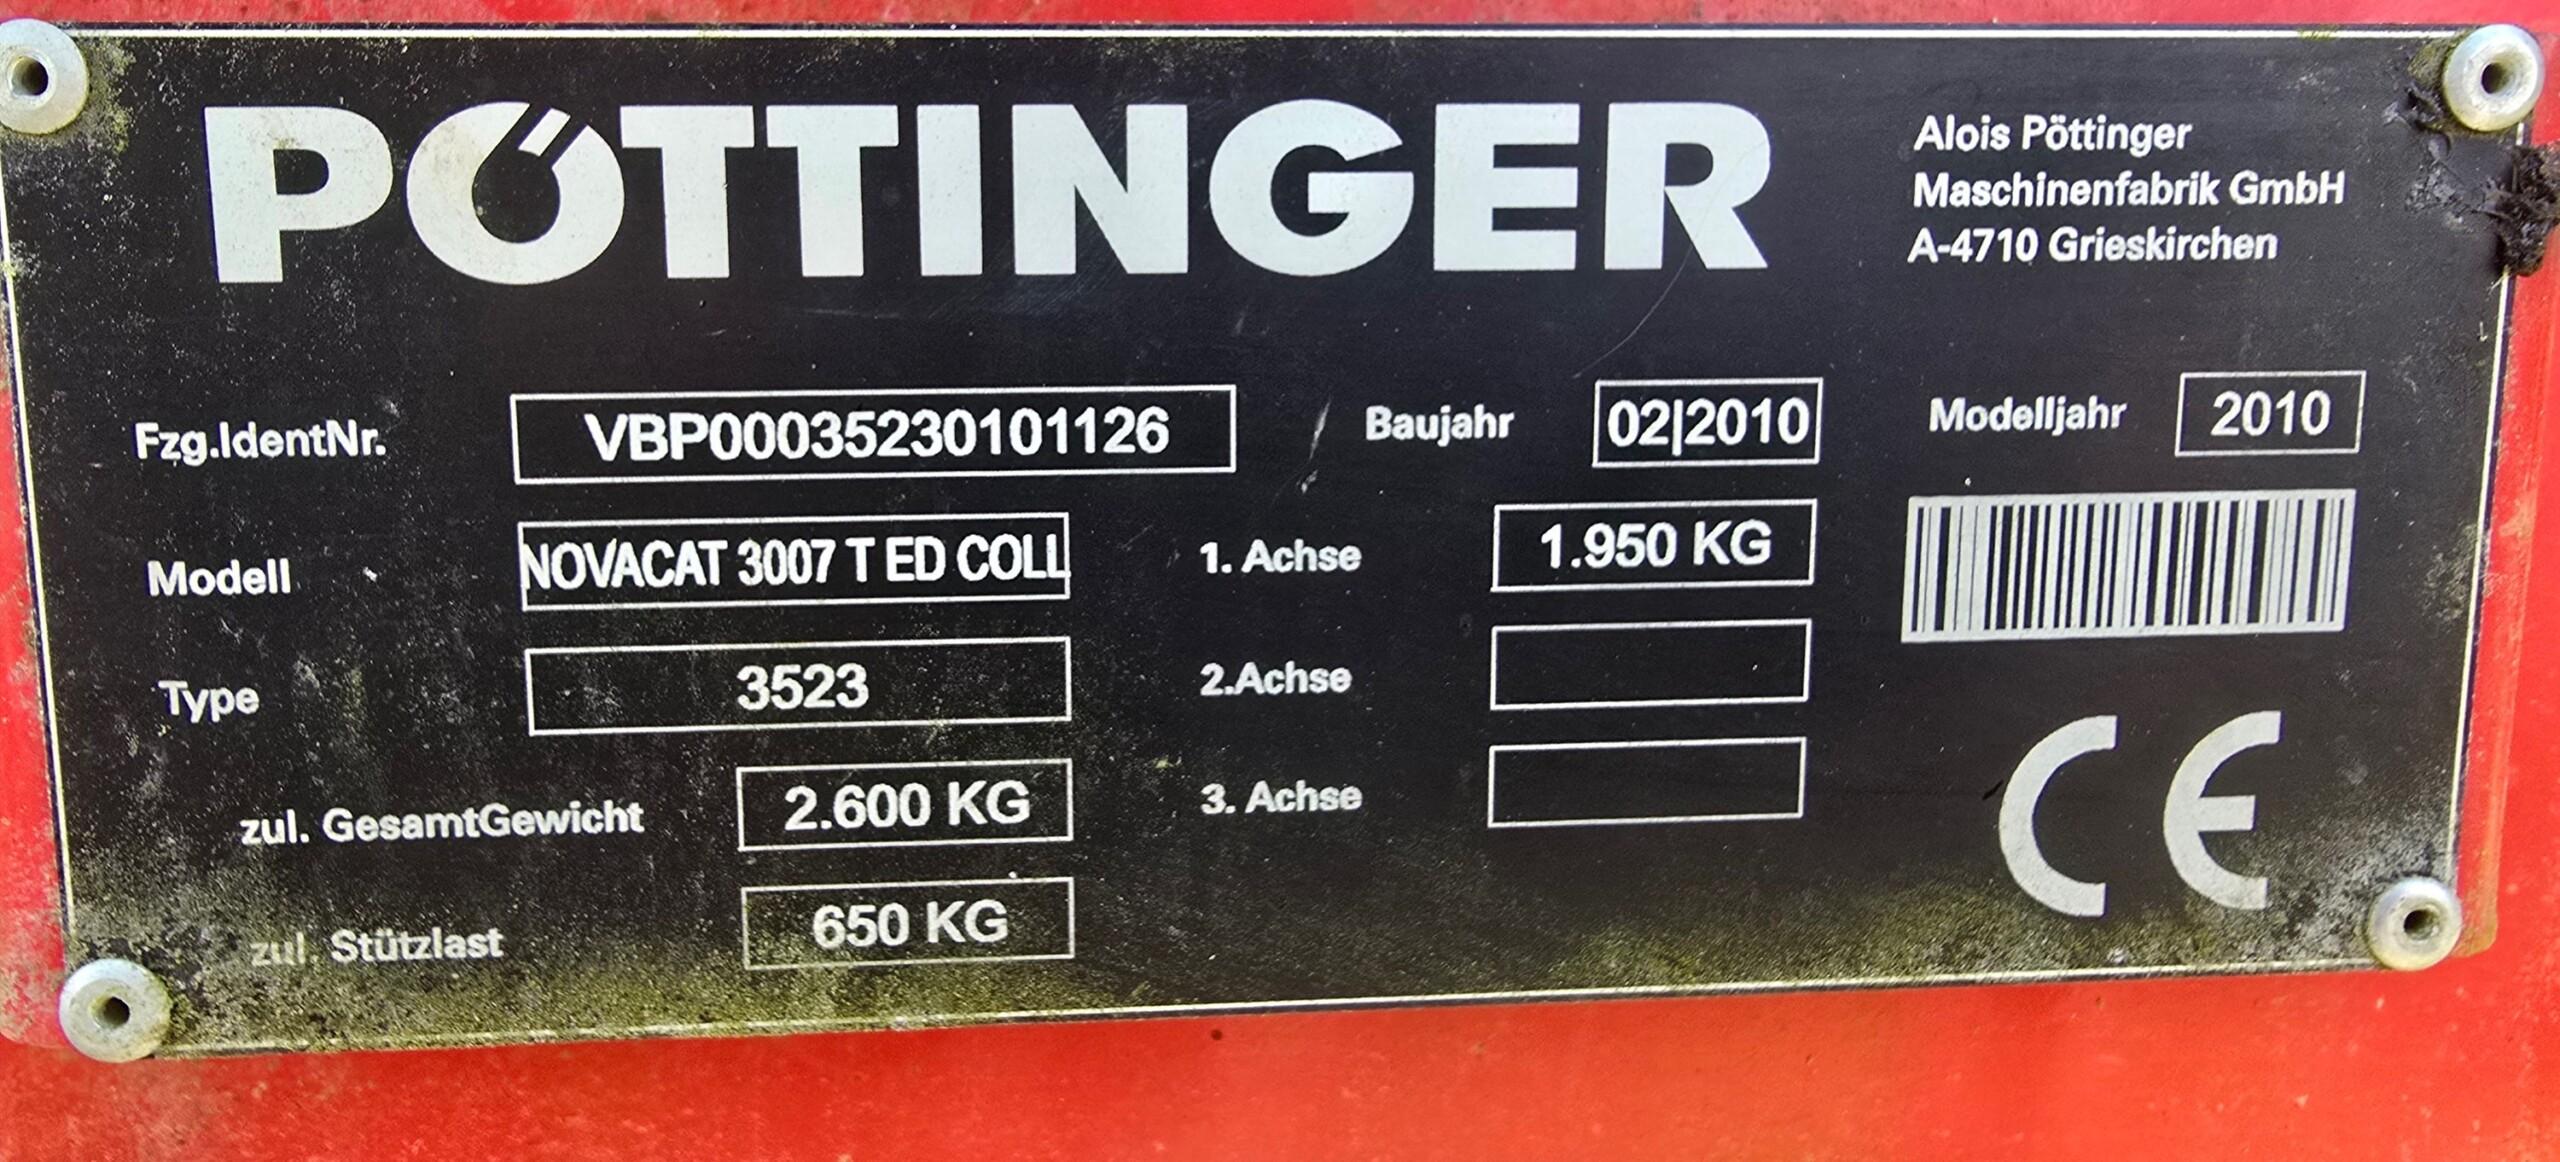 PÖTTINGER
Alois Pöttinger
Maschinenfabrik GmbH
A-4710 Grieskirchen
Fzg.IdentNr. VBP00035230101126 Baujahr 02|2010 Modelljahr 2010
Modell NOVACAT 3007 T ED COLL 1. Achse 1.950 KG
Type 3523 2.Achse
zul. GesamtGewicht 2.600 KG 3. Achse
zul. Stützlast 650 KG
CE